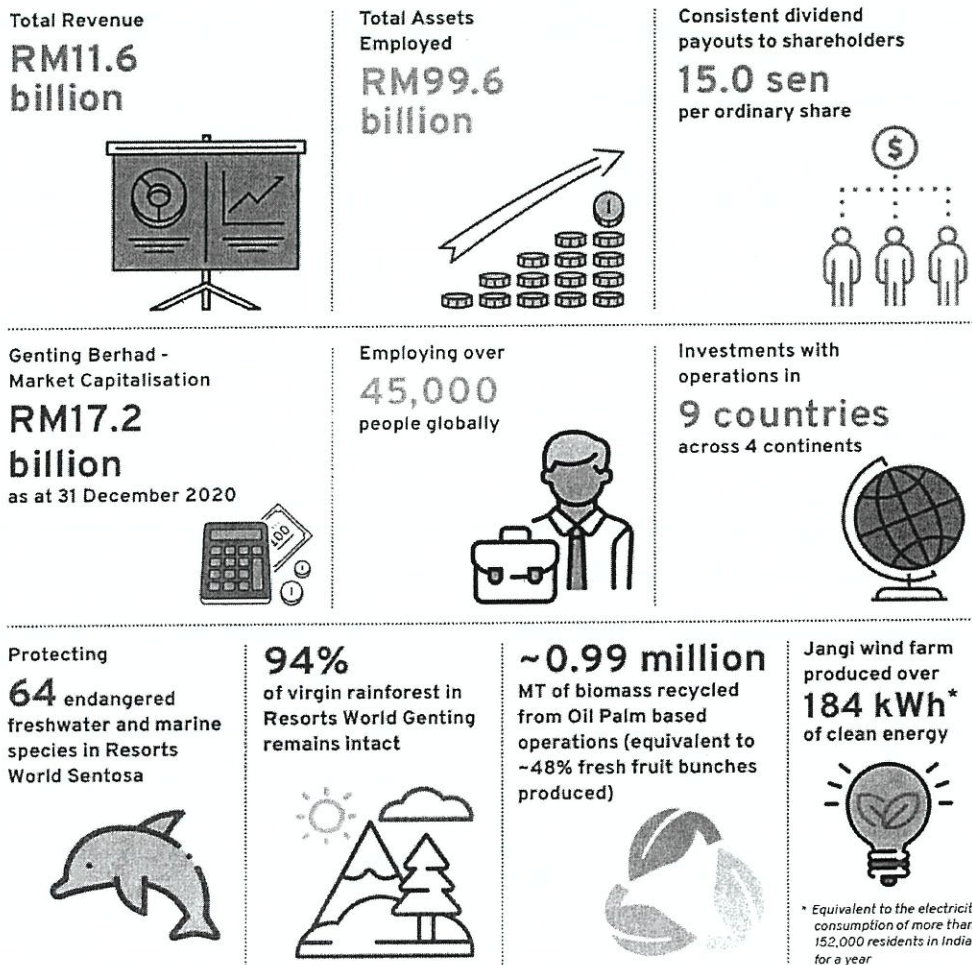 Total Revenue
RM11.6
billion
Total Assets
Employed
RM99.6
billion
Consistent dividend
payouts to shareholders
15.0 sen
per ordinary share
$
Genting Berhad -
Market Capitalisation
RM17.2
billion
as at 31 December 2020
100
Employing over
45,000
people globally
Investments with
operations in
9 countries
across 4 continents
Protecting
64 endangered
freshwater and marine
species in Resorts
World Sentosa
94%
of virgin rainforest in
Resorts World Genting
remains intact
~0.99 million
MT of biomass recycled
from Oil Palm based
operations (equivalent to
~48% fresh fruit bunches
produced)
Jangi wind farm
produced over
184 kWh*
of clean energy
* Equivalent to the electricit
consumption of more than
152,000 residents in India
for a year